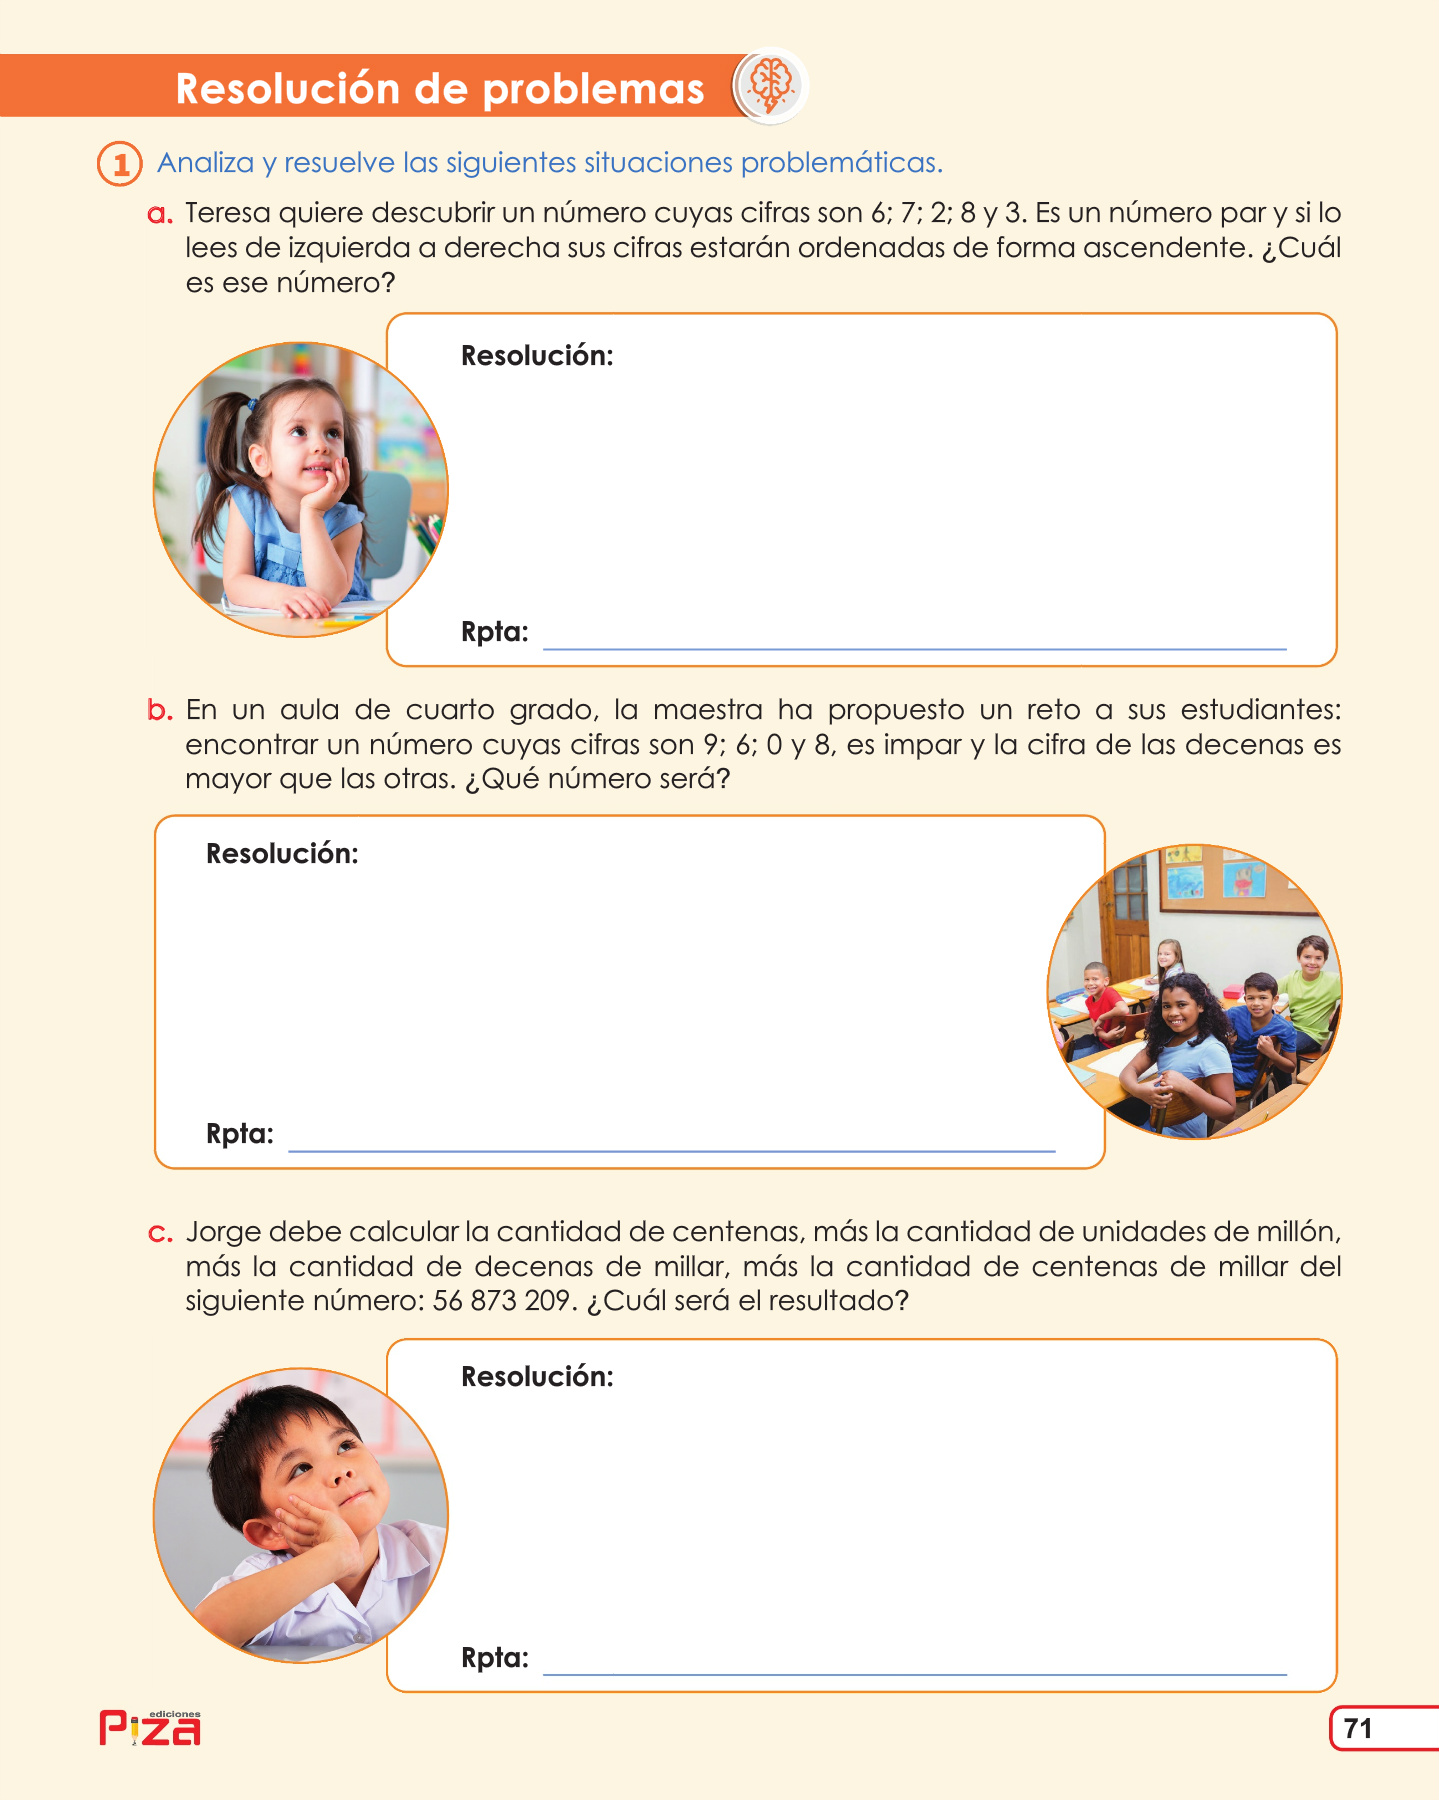 Resolución de problemas
1 Analiza y resuelve las siguientes situaciones problemáticas.
a. Teresa quiere descubrir un número cuyas cifras son 6; 7; 2; 8 y 3. Es un número par y si lo
lees de izquierda a derecha sus cifras estarán ordenadas de forma ascendente. ¿Cuál
es ese número?
Resolución:
Rpta:
b. En un aula de cuarto grado, la maestra ha propuesto un reto a sus estudiantes:
encontrar un número cuyas cifras son 9; 6; 0 y 8, es impar y la cifra de las decenas es
mayor que las otras. ¿Qué número será?
Resolución:
Rpta:
c. Jorge debe calcular la cantidad de centenas, más la cantidad de unidades de millón,
más la cantidad de decenas de millar, más la cantidad de centenas de millar del
siguiente número: 56 873 209. ¿Cuál será el resultado?
Resolución:
Rpta:
ediciones
Piza
71